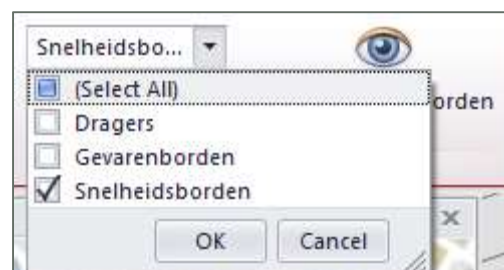 Snelheidsbo...
(Select All)
orden
Dragers
Gevarenborden
Snelheidsborden
OK Cancel